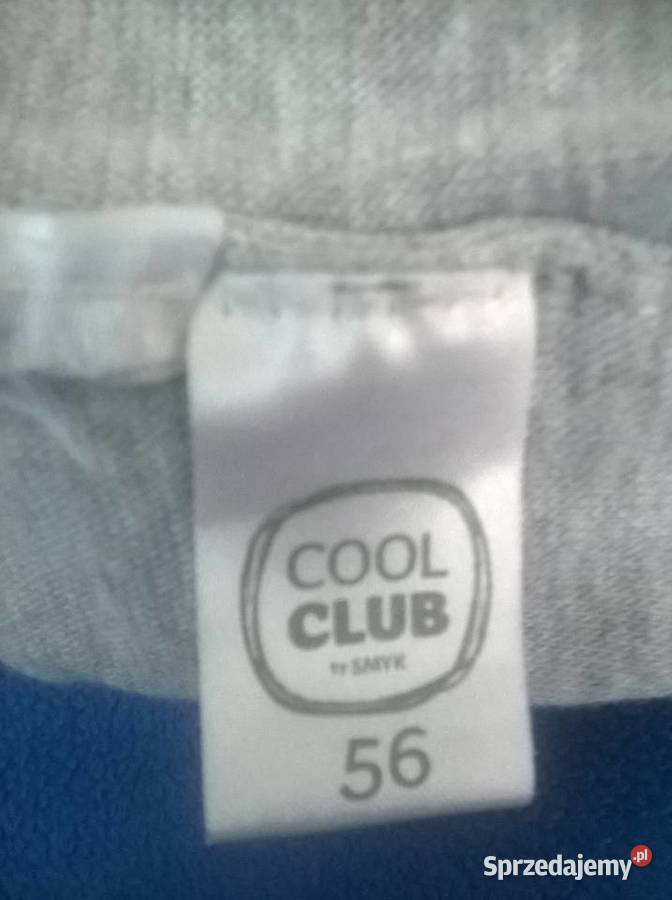 COOL
CLUB
by SMYK
56
Sprzedajemy.pl